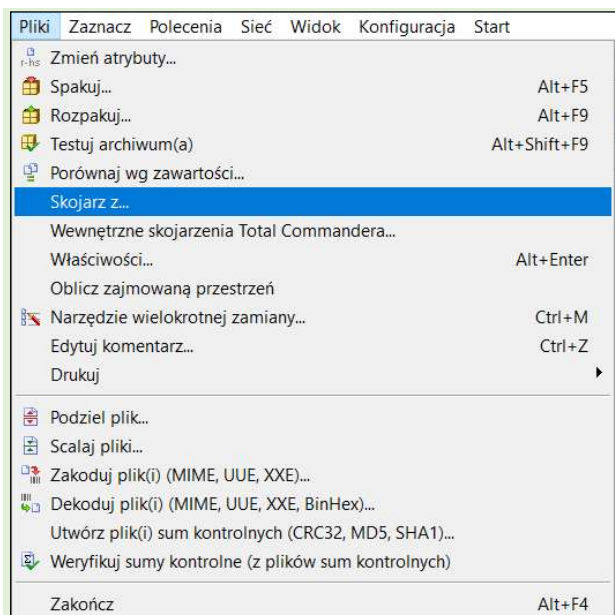 Pliki Zaznacz Polecenia Sieć Widok Konfiguracja Start
r-hs Zmień atrybuty...
Spakuj... Alt+F5
Rozpakuj... Alt+F9
Testuj archiwum(a) Alt+Shift+F9
Porównaj wg zawartości...
Skojarz z...
Wewnętrzne skojarzenia Total Commandera...
Właściwości... Alt+Enter
Oblicz zajmowaną przestrzeń
Narzędzie wielokrotnej zamiany... Ctrl+M
Edytuj komentarz... Ctrl+Z
Drukuj
Podziel plik...
Scalaj pliki...
Zakoduj plik(i) (MIME, UUE, XXE)...
Dekoduj plik(i) (MIME, UUE, XXE, BinHex)...
Utwórz plik(i) sum kontrolnych (CRC32, MD5, SHA1)...
Weryfikuj sumy kontrolne (z plików sum kontrolnych)
Zakończ Alt+F4